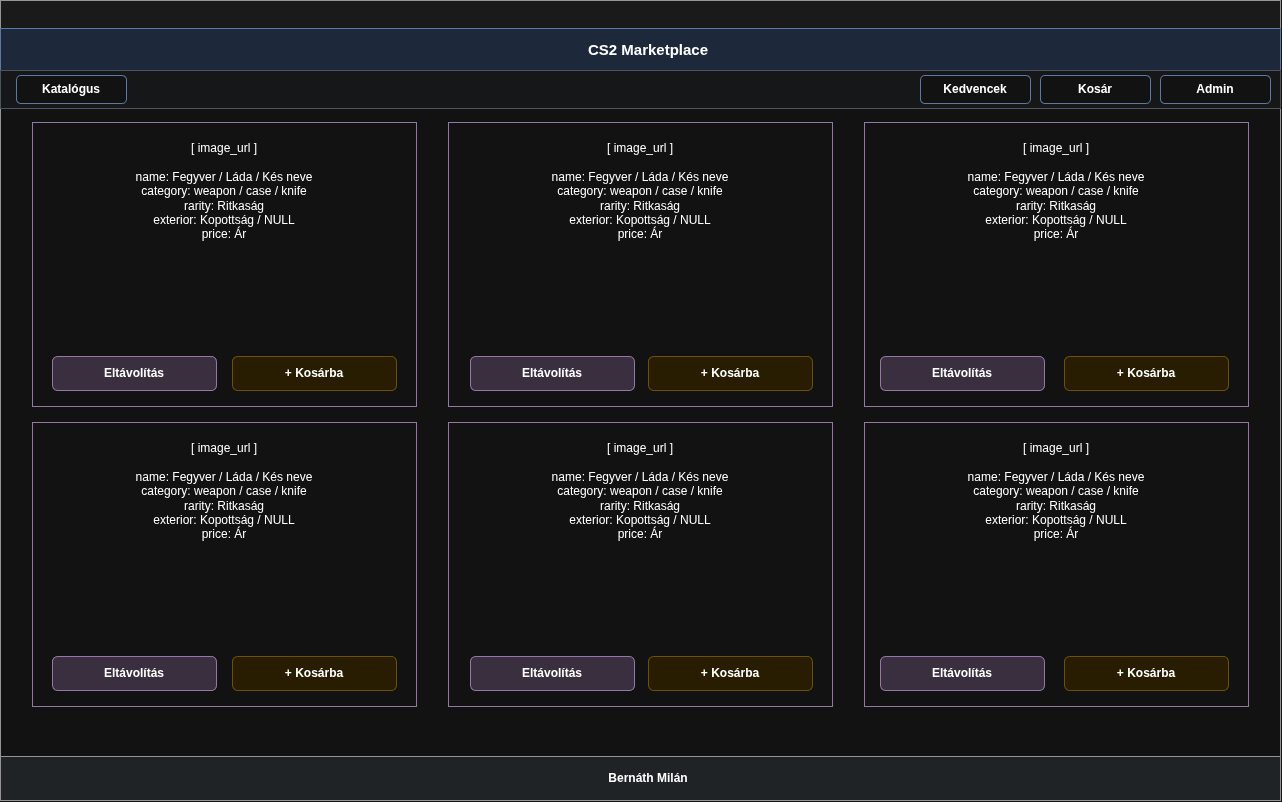 CS2 Marketplace
Katalógus
Kedvencek
Kosár
Admin
[ image_url ]
name: Fegyver / Láda / Kés neve
category: weapon / case / knife
rarity: Ritkaság
exterior: Kopottság / NULL
price: Ár
Eltávolítás
+ Kosárba
[ image_url ]
name: Fegyver / Láda / Kés neve
category: weapon / case / knife
rarity: Ritkaság
exterior: Kopottság / NULL
price: Ár
Eltávolítás
+ Kosárba
[ image_url ]
name: Fegyver / Láda / Kés neve
category: weapon / case / knife
rarity: Ritkaság
exterior: Kopottság / NULL
price: Ár
Eltávolítás
+ Kosárba
[ image_url ]
name: Fegyver / Láda / Kés neve
category: weapon / case / knife
rarity: Ritkaság
exterior: Kopottság / NULL
price: Ár
Eltávolítás
+ Kosárba
[ image_url ]
name: Fegyver / Láda / Kés neve
category: weapon / case / knife
rarity: Ritkaság
exterior: Kopottság / NULL
price: Ár
Eltávolítás
+ Kosárba
[ image_url ]
name: Fegyver / Láda / Kés neve
category: weapon / case / knife
rarity: Ritkaság
exterior: Kopottság / NULL
price: Ár
Eltávolítás
+ Kosárba
Bernáth Milán